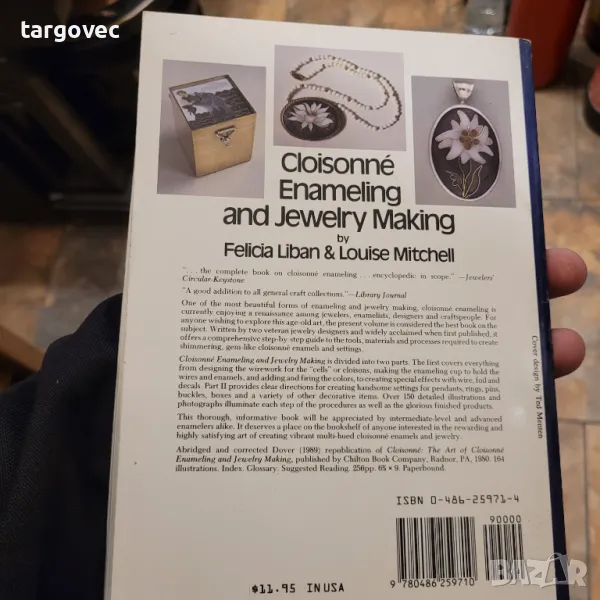 targovec
Cloisonné
Enameling
and Jewelry Making
by
Felicia Liban & Louise Mitchell
". . . the complete book on cloisonné enameling . . . encyclopedic in scope."—Jewelers'
Circular-Keystone
"A good addition to all general craft collections."—Library Journal
One of the most beautiful forms of enameling and jewelry making, cloisonné enameling is
currently enjoying a renaissance among jewelers, enamelists, designers and craftspeople. For
anyone wishing to explore this age-old art, the present volume is considered the best book on the
subject. Written by two veteran jewelry designers and widely acclaimed when first published, it
offers a comprehensive step-by-step guide to the tools, materials and processes required to create
shimmering, gem-like cloisonné enamels and settings.
Cloisonné Enameling and Jewelry Making is divided into two parts. The first covers everything
from designing the wirework for the "cells" or cloisons, making the enameling cup to hold the
wires and enamels, and adding and firing the colors, to creating special effects with wire, foil and
decals. Part II provides clear directions for creating handsome settings for pendants, rings, pins,
buckles, boxes and a variety of other decorative items. Over 150 detailed illustrations and
photographs illuminate each step of the procedures as well as the glorious finished products.
This thorough, informative book will be appreciated by intermediate-level and advanced
enamelers alike. It deserves a place on the bookshelf of anyone interested in the rewarding and
highly satisfying art of creating vibrant multi-hued cloisonné enamels and jewelry.
Abridged and corrected Dover (1989) republication of Cloisonné: The Art of Cloisonné
Enameling and Jewelry Making, published by Chilton Book Company, Radnor, PA, 1980. 164
illustrations. Index. Glossary. Suggested Reading. 256pp. 6⅛ × 9. Paperbound.
Cover design by Ted Menten
ISBN 0-486-25971-4
90000
9 780486 259710
$11.95 IN USA
bazar